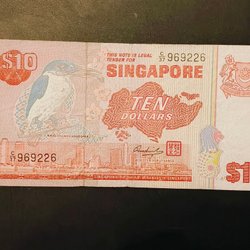 $10
THIS NOTE IS LEGAL
TENDER FOR
C/37 969226
SINGAPORE
TEN
DOLLARS
C/37 969226
$1